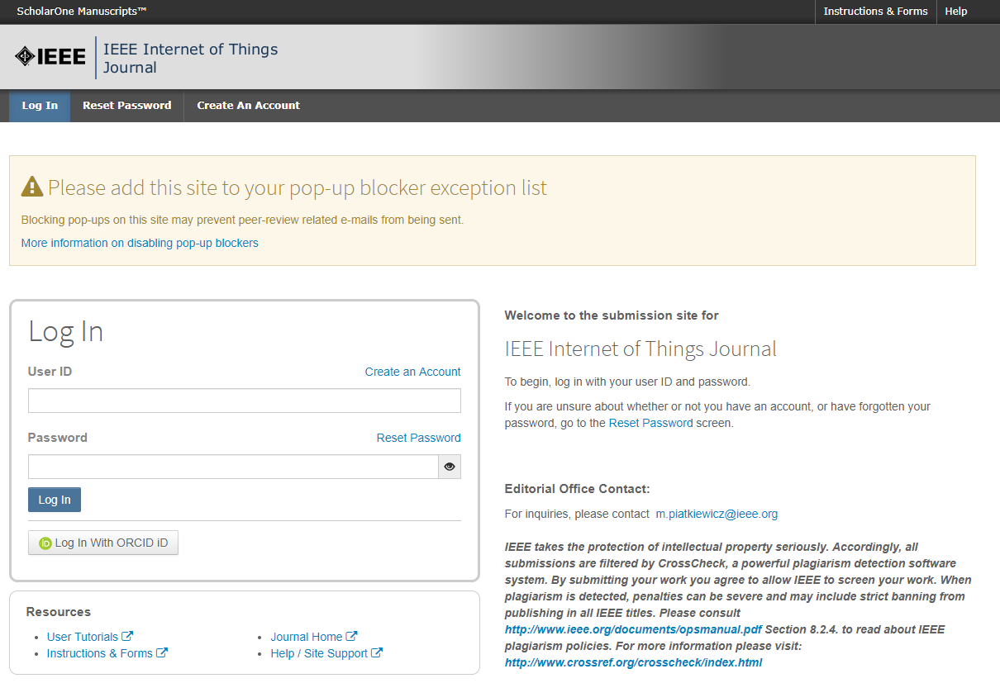 ScholarOne Manuscripts™
Instructions & Forms
Help
IEEE
IEEE Internet of Things
Journal
Log In
Reset Password
Create An Account
Please add this site to your pop-up blocker exception list
Blocking pop-ups on this site may prevent peer-review related e-mails from being sent.
More information on disabling pop-up blockers
Log In
User ID
Create an Account
Password
Reset Password
Log In
iD Log In With ORCID iD
Resources
User Tutorials
Instructions & Forms
Journal Home
Help / Site Support
Welcome to the submission site for
IEEE Internet of Things Journal
To begin, log in with your user ID and password.
If you are unsure about whether or not you have an account, or have forgotten your
password, go to the Reset Password screen.
Editorial Office Contact:
For inquiries, please contact m.piatkiewicz@ieee.org
IEEE takes the protection of intellectual property seriously. Accordingly, all
submissions are filtered by CrossCheck, a powerful plagiarism detection software
system. By submitting your work you agree to allow IEEE to screen your work. When
plagiarism is detected, penalties can be severe and may include strict banning from
publishing in all IEEE titles. Please consult
http://www.ieee.org/documents/opsmanual.pdf Section 8.2.4. to read about IEEE
plagiarism policies. For more information please visit:
http://www.crossref.org/crosscheck/index.html